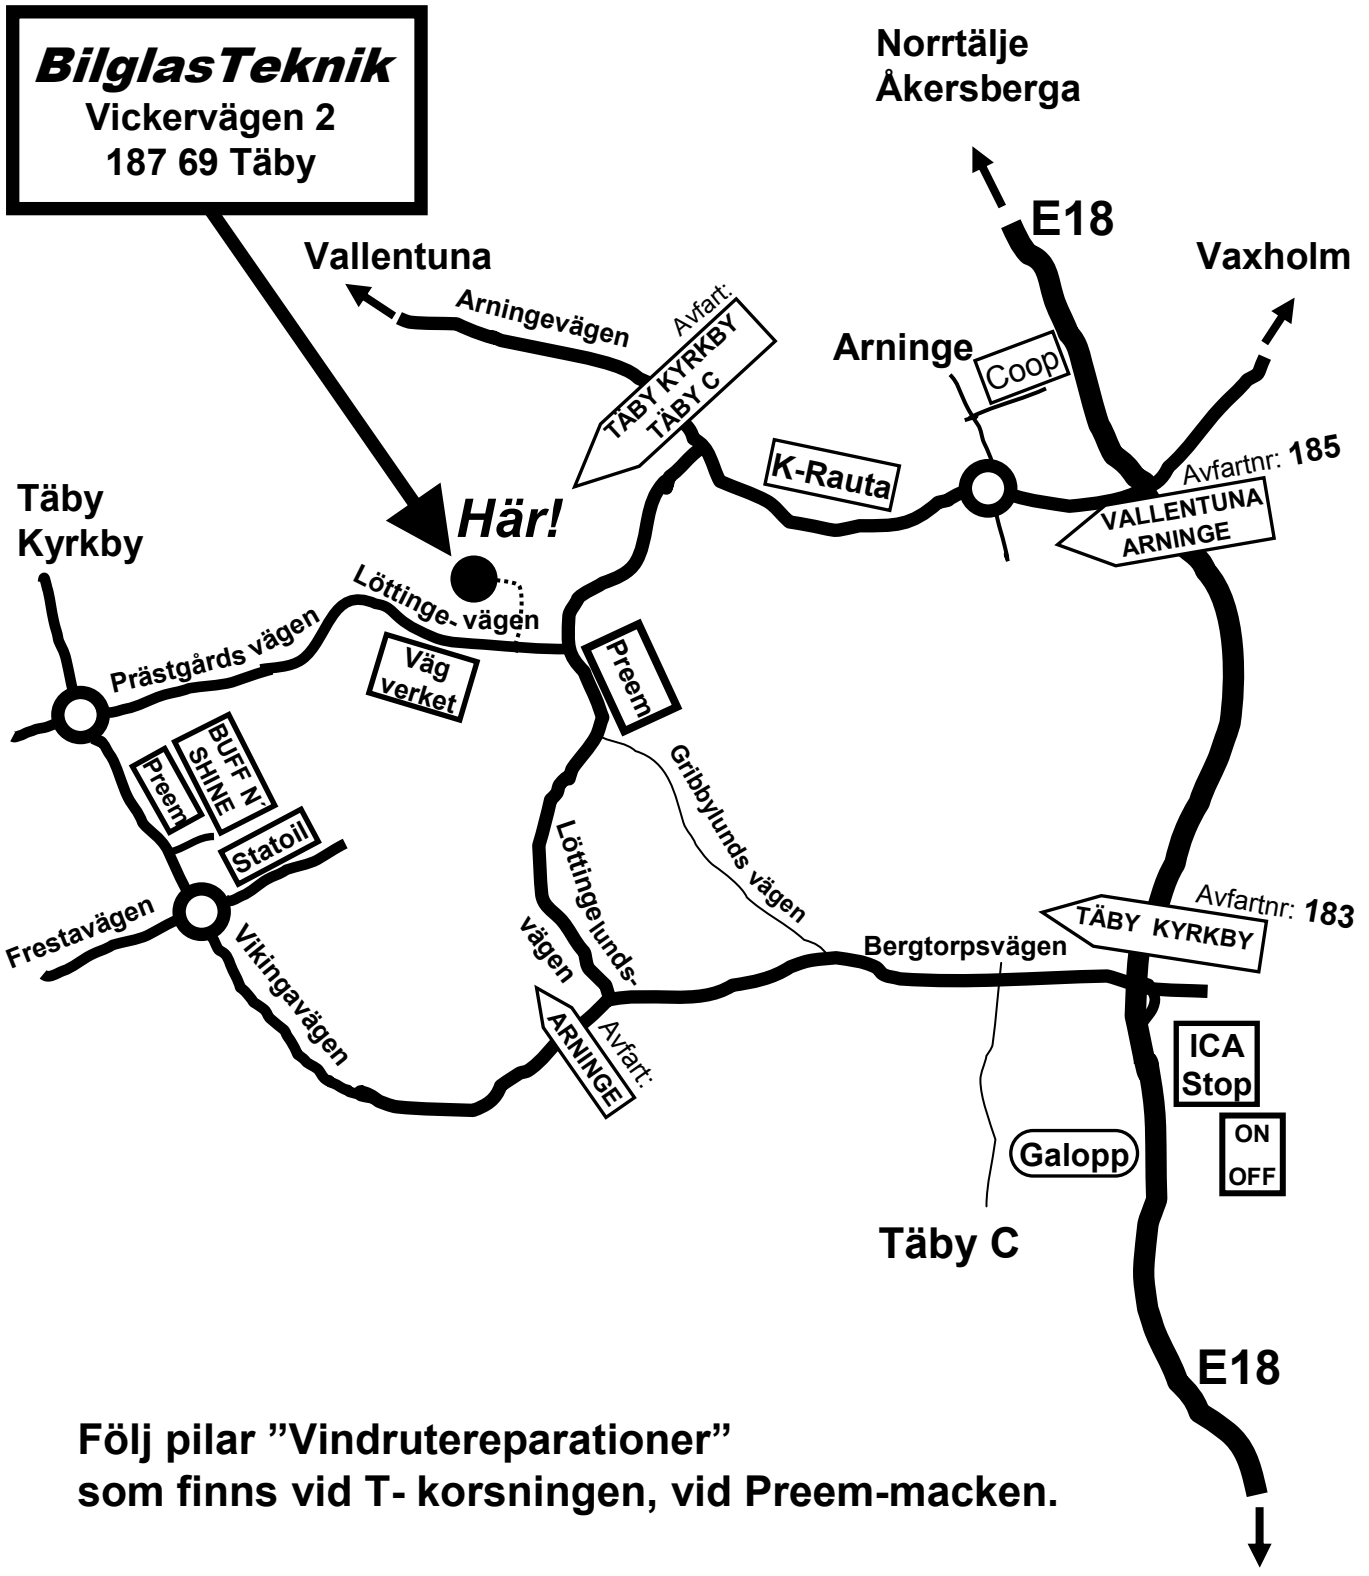 BilglasTeknik
Vickervägen 2
187 69 Täby
Norrtälje
Åkersberga
E18
Vallentuna
Vaxholm
Arningevägen
Avfart:
TÄBY KYRKBY
TÄBY C
Arninge
Coop
K-Rauta
Avfartnr: 185
VALLENTUNA
ARNINGE
Täby
Kyrkby
Här!
Löttinge- vägen
Prästgårds vägen
Väg
verket
Preem
Preem
BUFF N´
SHINE
Statoil
Gribbylunds vägen
Löttingelunds-
vägen
Frestavägen
Vikingavägen
Avfartnr: 183
TÄBY KYRKBY
Bergtorpsvägen
Avfart:
ARNINGE
ICA
Stop
ON
OFF
Galopp
Täby C
E18
Följ pilar ”Vindrutereparationer”
som finns vid T- korsningen, vid Preem-macken.